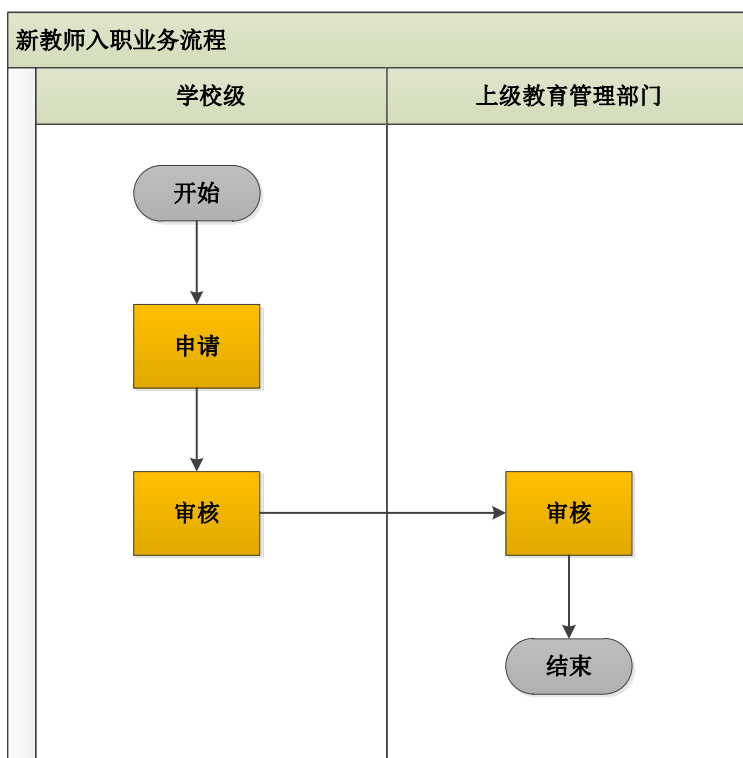 新教师入职业务流程
学校级
上级教育管理部门
开始
申请
审核
审核
结束